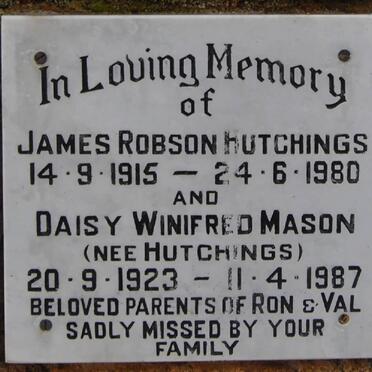 In Loving Memory
of
JAMES ROBSON HUTCHINGS
14·9·1915 — 24·6·1980
AND
DAISY WINIFRED MASON
(NEE HUTCHINGS)
20·9·1923 — 11·4·1987
BELOVED PARENTS OF RON & VAL
SADLY MISSED BY YOUR
FAMILY